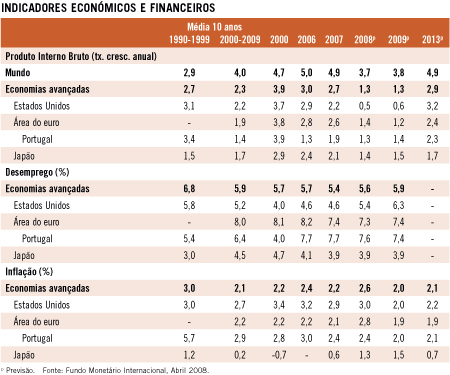 INDICADORES ECONÓMICOS E FINANCEIROS
Média 10 anos
1990-1999 2000-2009 2000 2006 2007 2008ᵖ 2009ᵖ 2013ᵖ
Produto Interno Bruto (tx. cresc. anual)
Mundo 2,9 4,0 4,7 5,0 4,9 3,7 3,8 4,9
Economias avançadas 2,7 2,3 3,9 3,0 2,7 1,3 1,3 2,9
Estados Unidos 3,1 2,2 3,7 2,9 2,2 0,5 0,6 3,2
Área do euro - 1,9 3,8 2,8 2,6 1,4 1,2 2,4
Portugal 3,4 1,4 3,9 1,3 1,9 1,3 1,4 2,3
Japão 1,5 1,7 2,9 2,4 2,1 1,4 1,5 1,7
Desemprego (%)
Economias avançadas 6,8 5,9 5,7 5,7 5,4 5,6 5,9 -
Estados Unidos 5,8 5,2 4,0 4,6 4,6 5,4 6,3 -
Área do euro - 8,0 8,1 8,2 7,4 7,3 7,4 -
Portugal 5,4 6,4 4,0 7,7 7,7 7,6 7,4 -
Japão 3,0 4,5 4,7 4,1 3,9 3,9 3,9 -
Inflação (%)
Economias avançadas 3,0 2,1 2,2 2,4 2,2 2,6 2,0 2,1
Estados Unidos 3,0 2,7 3,4 3,2 2,9 3,0 2,0 2,2
Área do euro - 2,2 2,2 2,2 2,1 2,8 1,9 1,9
Portugal 5,7 2,9 2,8 3,0 2,4 2,4 2,0 2,1
Japão 1,2 0,2 -0,7 - 0,6 1,3 1,5 0,7
ᵖ Previsão. Fonte: Fundo Monetário Internacional, Abril 2008.